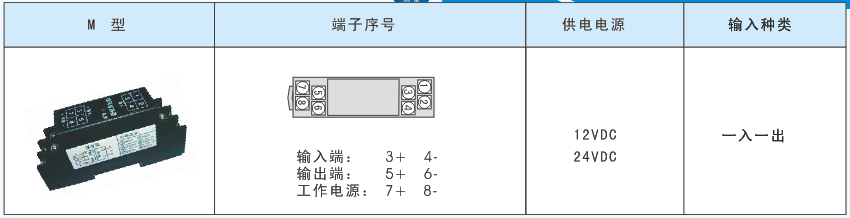 M 型
端子序号
供电电源
输入种类
7 5 3 1
8 6 4 2
输入端: 3+ 4-
输出端: 5+ 6-
工作电源: 7+ 8-
12VDC
24VDC
一入一出